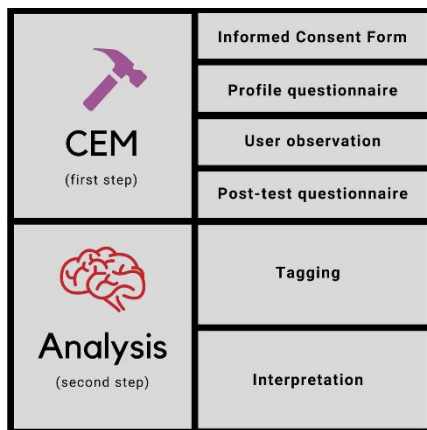 CEM
(first step)
Informed Consent Form
Profile questionnaire
User observation
Post-test questionnaire
Analysis
(second step)
Tagging
Interpretation